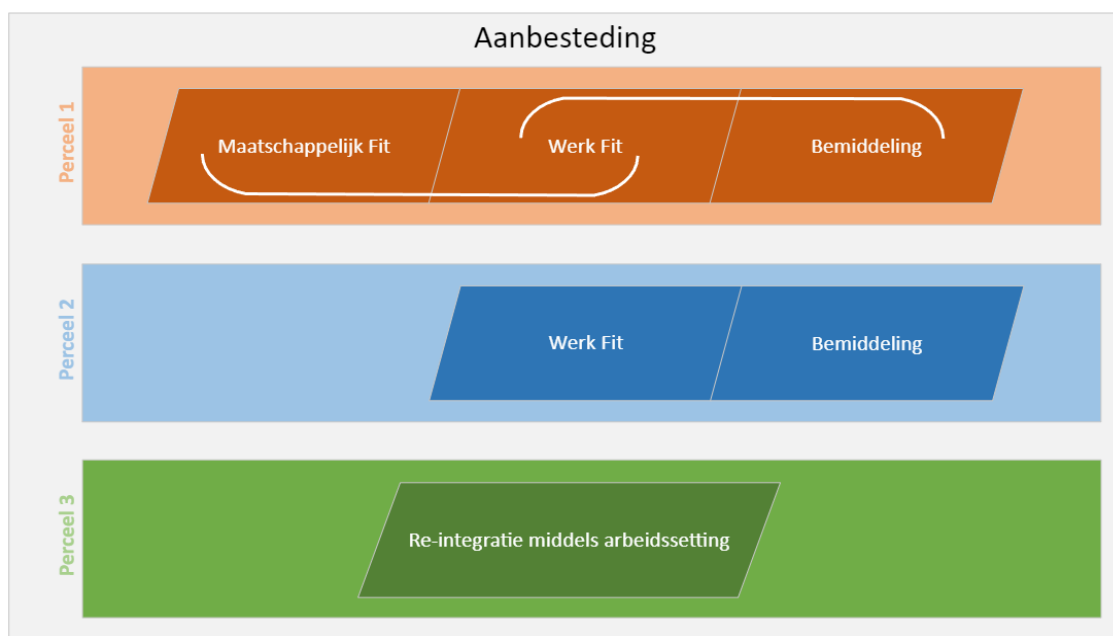 Aanbesteding
Perceel 1
Maatschappelijk Fit
Werk Fit
Bemiddeling
Perceel 2
Werk Fit
Bemiddeling
Perceel 3
Re-integratie middels arbeidssetting